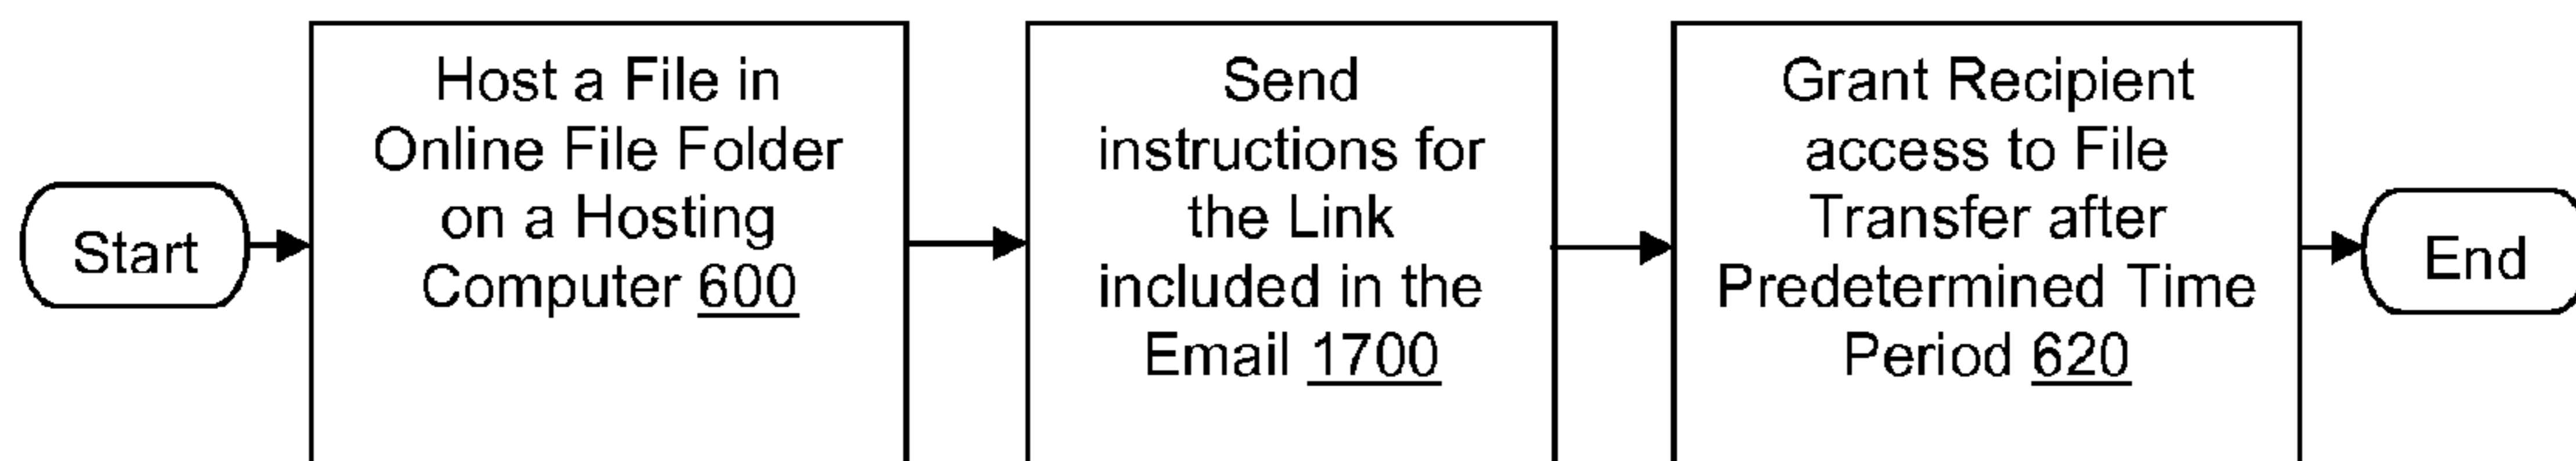 Start
Host a File in
Online File Folder
on a Hosting
Computer 600
Send
instructions for
the Link
included in the
Email 1700
Grant Recipient
access to File
Transfer after
Predetermined Time
Period 620
End